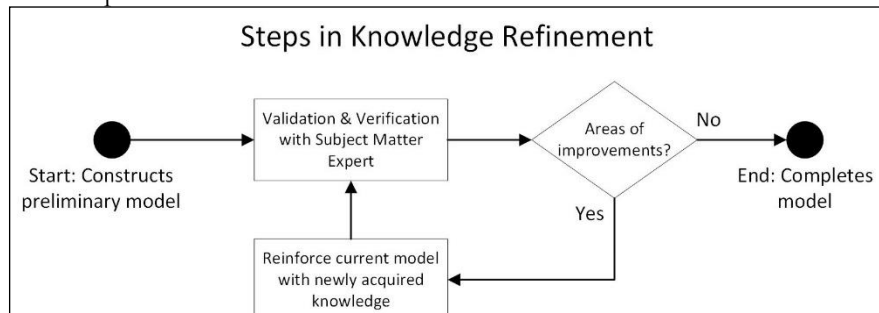 Steps in Knowledge Refinement
Validation & Verification
with Subject Matter
Expert
Areas of
improvements?
No
Start: Constructs
preliminary model
End: Completes
model
Yes
Reinforce current model
with newly acquired
knowledge